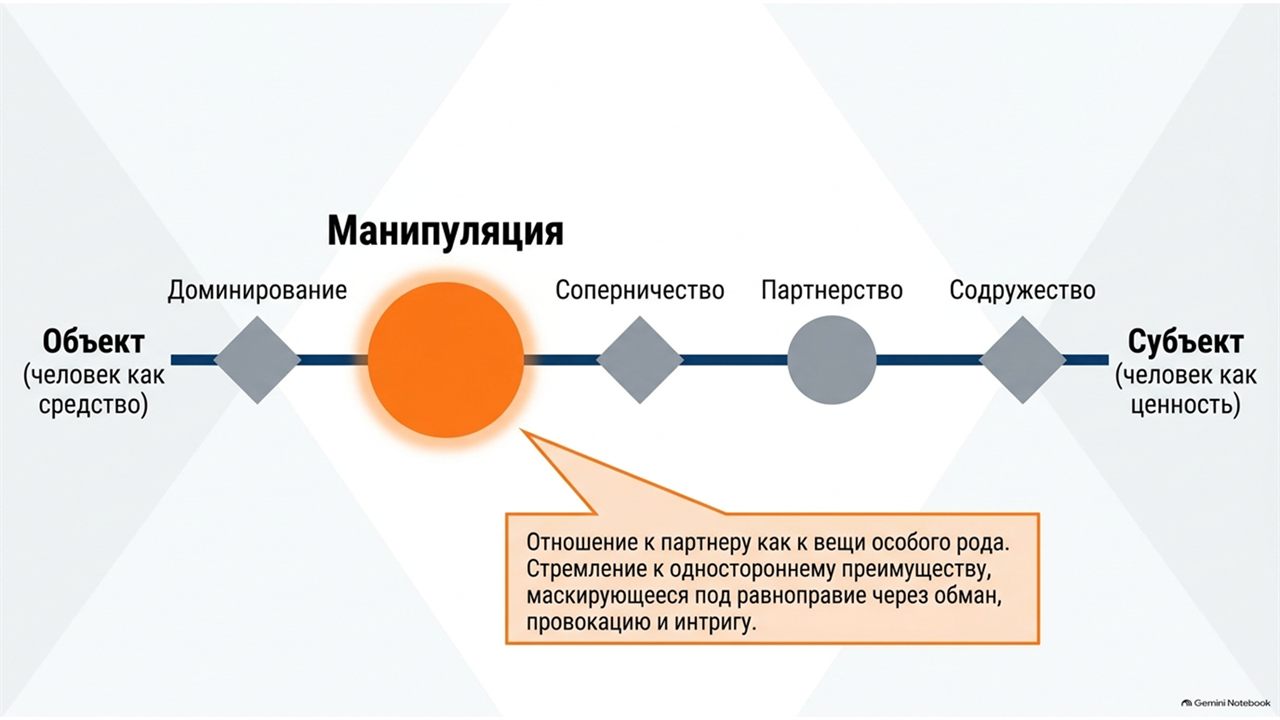 Манипуляция
Доминирование
Соперничество
Партнерство
Содружество
Объект
(человек как
средство)
Субъект
(человек как
ценность)
Отношение к партнеру как к вещи особого рода.
Стремление к одностороннему преимуществу,
маскирующееся под равноправие через обман,
провокацию и интригу.
Gemini Notebook